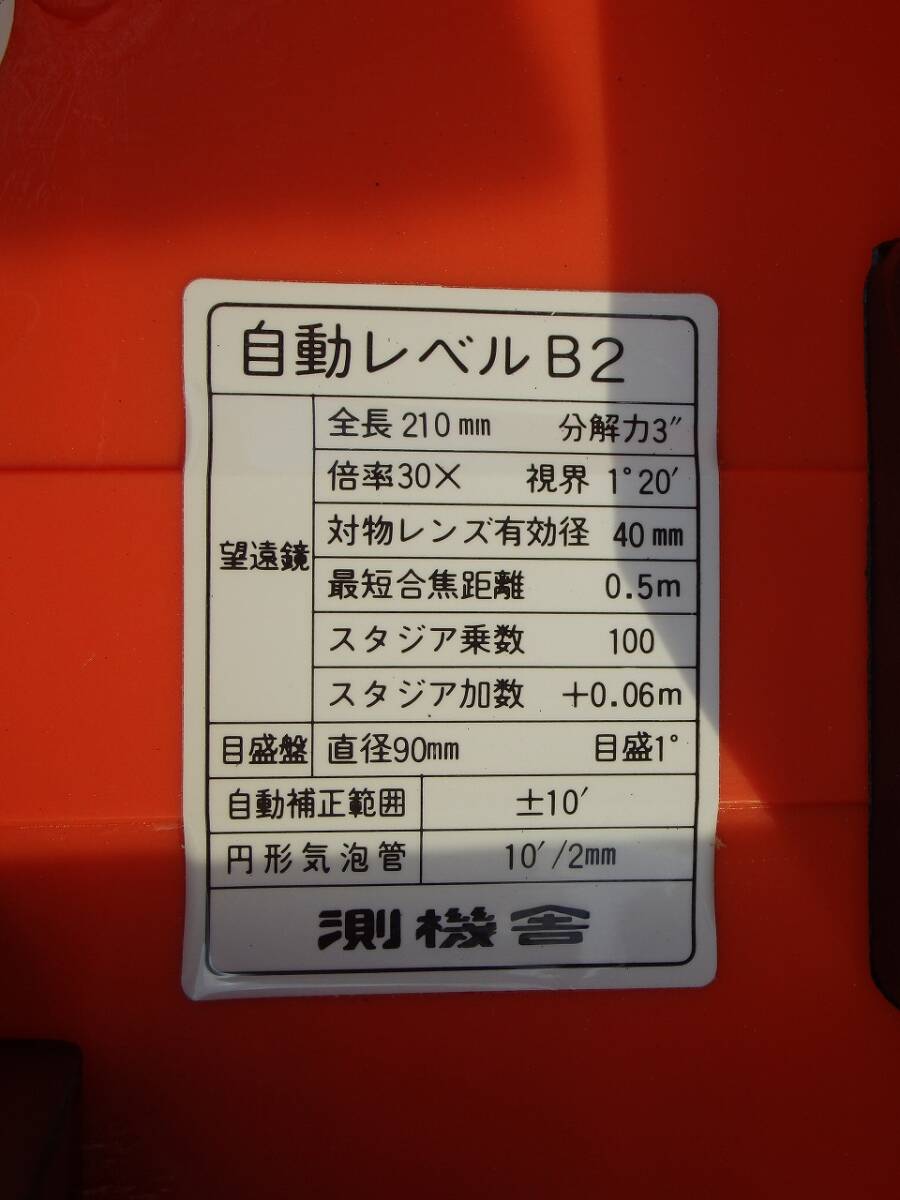 自動レベル B2
望遠鏡
全長 210 mm 分解力3″
倍率30× 視界 1°20′
対物レンズ有効径 40 mm
最短合焦距離 0.5m
スタジア乗数 100
スタジア加数 +0.06m
目盛盤 直径90mm 目盛1°
自動補正範囲 ±10′
円形気泡管 10′/2mm
測機舎